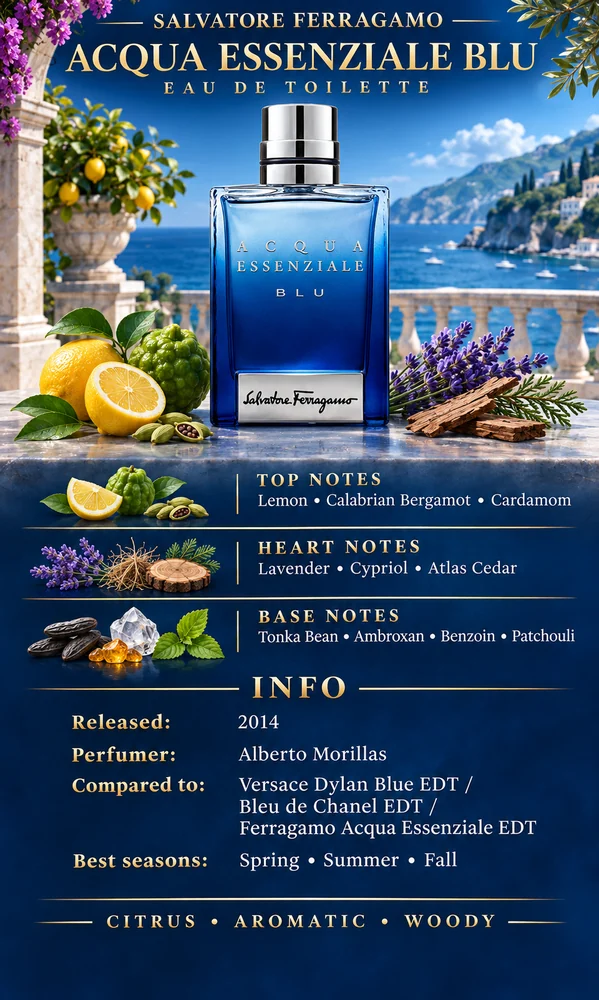 SALVATORE FERRAGAMO
ACQUA ESSENZIALE BLU
EAU DE TOILETTE
ACQUA
ESSENZIALE
BLU
Salvatore Ferragamo
TOP NOTES
Lemon • Calabrian Bergamot • Cardamom
HEART NOTES
Lavender • Cypriol • Atlas Cedar
BASE NOTES
Tonka Bean • Ambroxan • Benzoin • Patchouli
INFO
Released: 2014
Perfumer: Alberto Morillas
Compared to: Versace Dylan Blue EDT /
Bleu de Chanel EDT /
Ferragamo Acqua Essenziale EDT
Best seasons: Spring • Summer • Fall
CITRUS • AROMATIC • WOODY